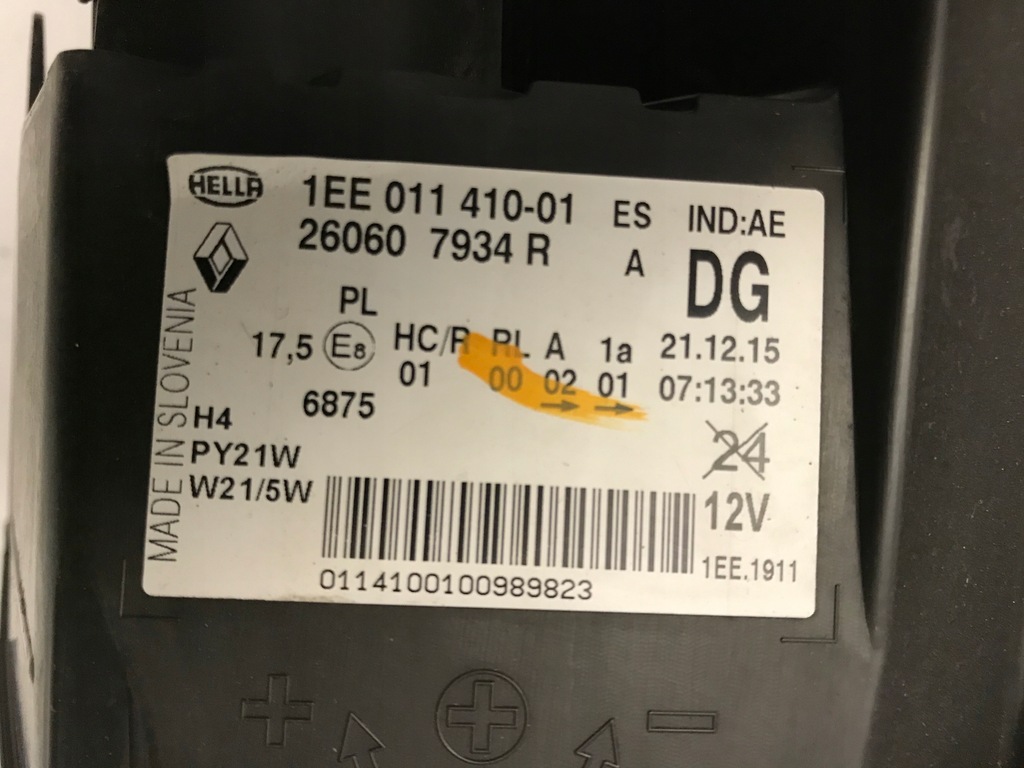 HELLA 1EE 011 410-01 ES IND:AE
26060 7934 R A DG
PL
17,5 E8 HC/R RL A 1a 21.12.15
01 00 02 01 07:13:33
6875
H4
PY21W
W21/5W
24
12V
1EE.1911
0114100100989823
MADE IN SLOVENIA